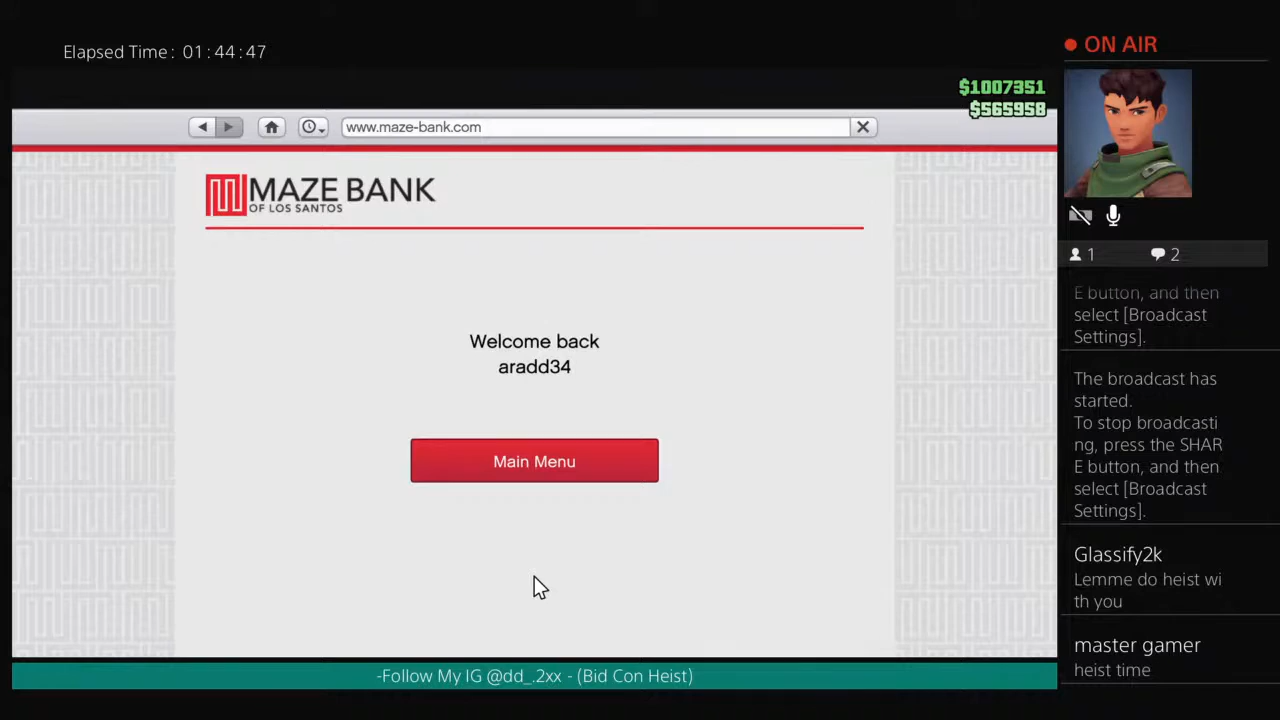 Elapsed Time: 01:44:47
ON AIR
$1007351
$565958
www.maze-bank.com
MAZE BANK
OF LOS SANTOS
Welcome back
aradd34
Main Menu
1
2
E button, and then
select [Broadcast
Settings].
The broadcast has
started.
To stop broadcasti
ng, press the SHAR
E button, and then
select [Broadcast
Settings].
Glassify2k
Lemme do heist wi
th you
master gamer
heist time
-Follow My IG @dd_.2xx - (Bid Con Heist)